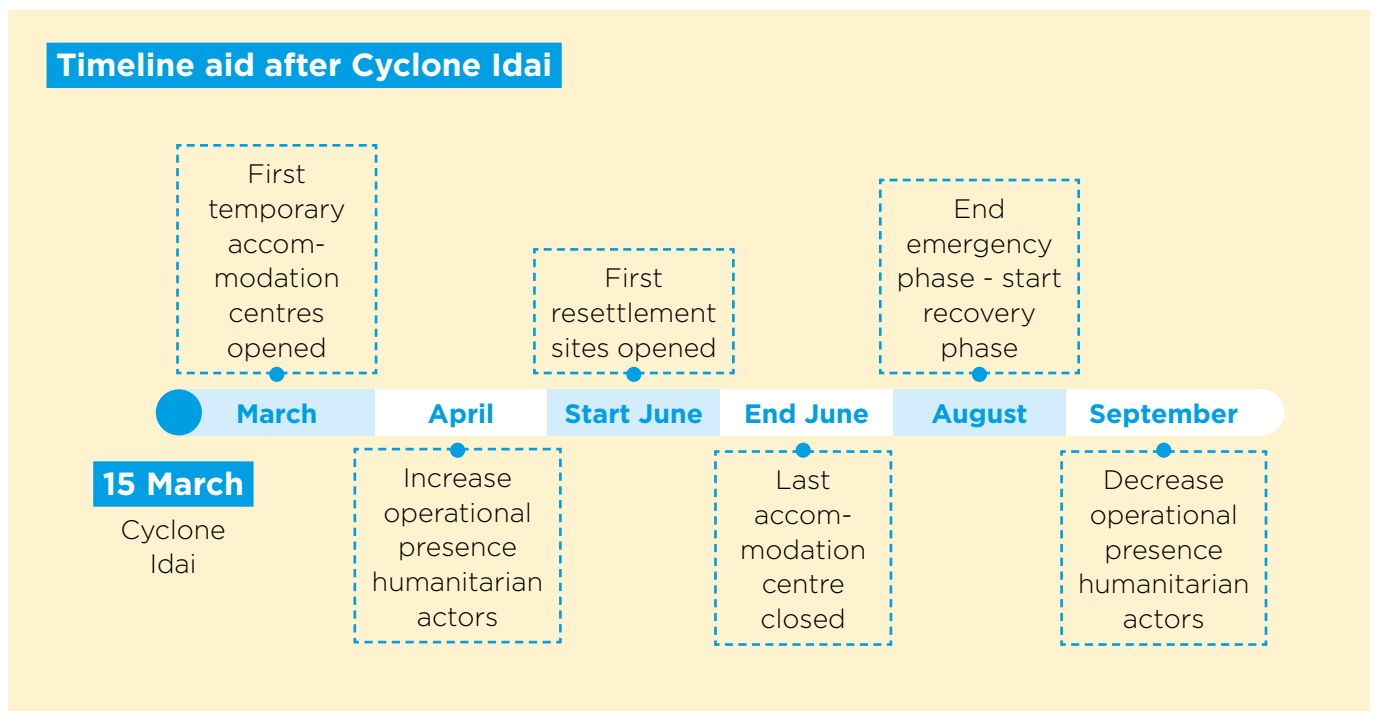 Timeline aid after Cyclone Idai
First
temporary
accom-
modation
centres
opened
First
resettlement
sites opened
End
emergency
phase - start
recovery
phase
March
April
Start June
End June
August
September
15 March
Cyclone
Idai
Increase
operational
presence
humanitarian
actors
Last
accom-
modation
centre
closed
Decrease
operational
presence
humanitarian
actors